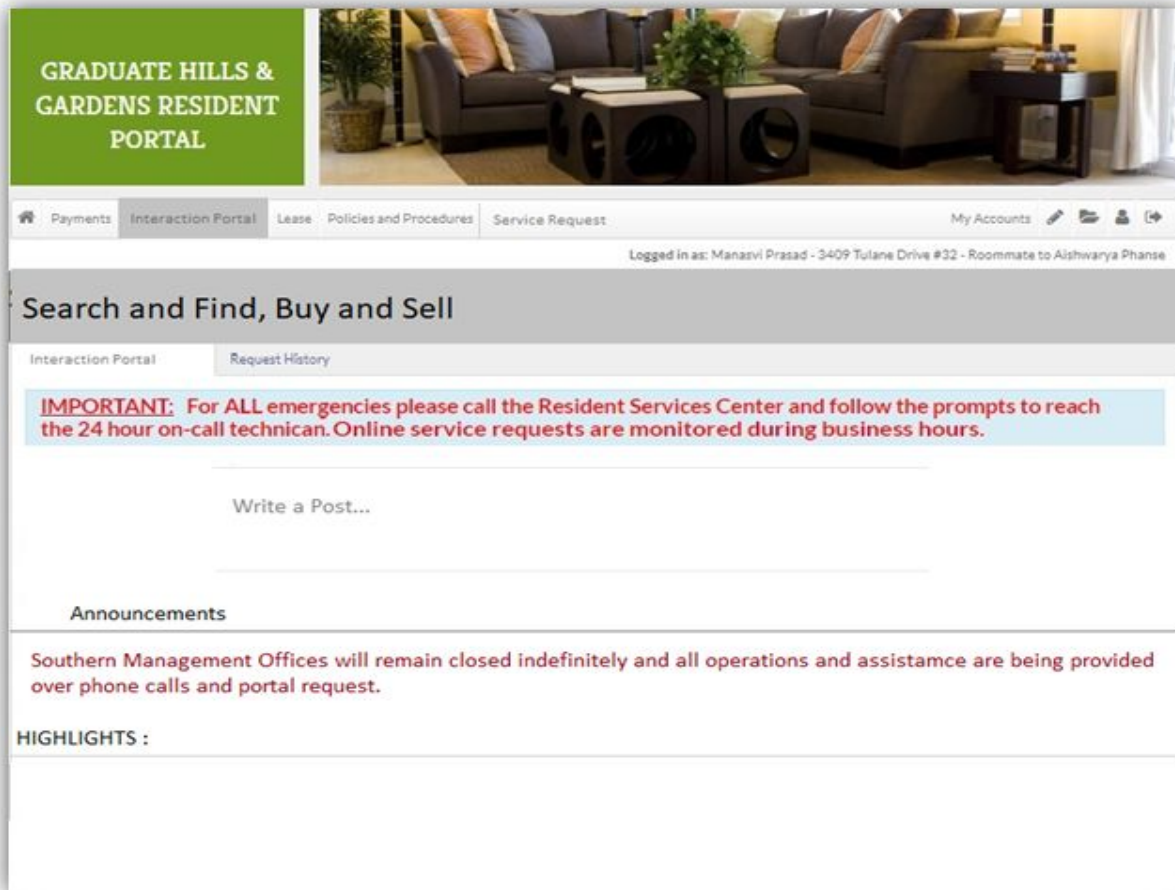 GRADUATE HILLS &
GARDENS RESIDENT
PORTAL
Payments Interaction Portal Lease Policies and Procedures Service Request My Accounts
Logged in as: Manasvi Prasad - 3409 Tulane Drive #32 - Roommate to Aishwarya Phanse
Search and Find, Buy and Sell
Interaction Portal Request History
IMPORTANT: For ALL emergencies please call the Resident Services Center and follow the prompts to reach
the 24 hour on-call technican. Online service requests are monitored during business hours.
Write a Post...
Announcements
Southern Management Offices will remain closed indefinitely and all operations and assistamce are being provided
over phone calls and portal request.
HIGHLIGHTS :